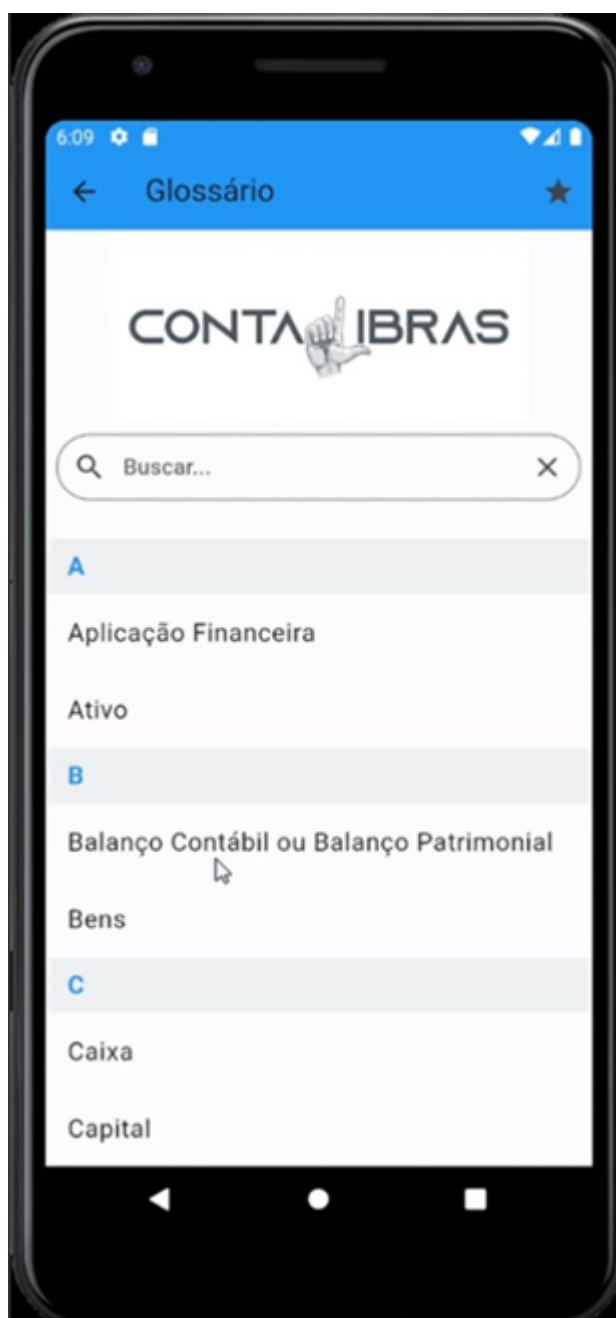 6:09
Glossário
CONTALIBRAS
Buscar...
A
Aplicação Financeira
Ativo
B
Balanço Contábil ou Balanço Patrimonial
Bens
C
Caixa
Capital